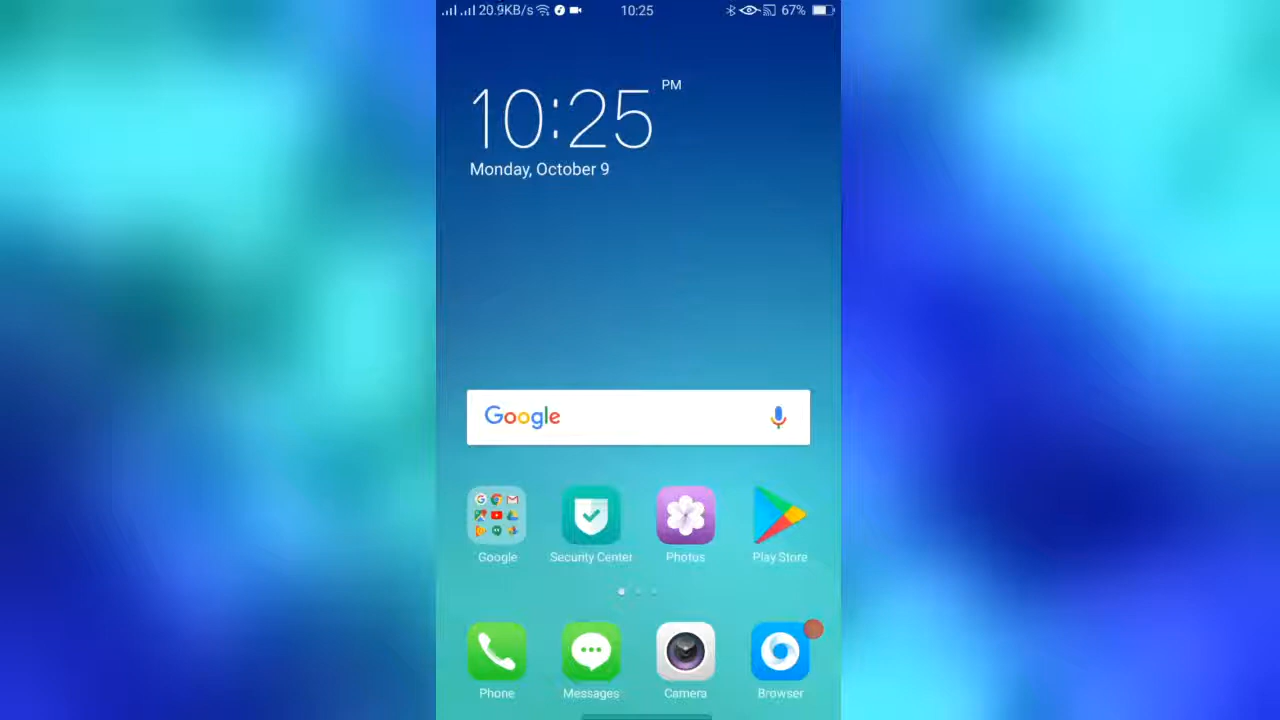 20.9KB/s 10:25 67%
10:25 PM
Monday, October 9
Google
Google Security Center Photos Play Store
Phone Messages Camera Browser